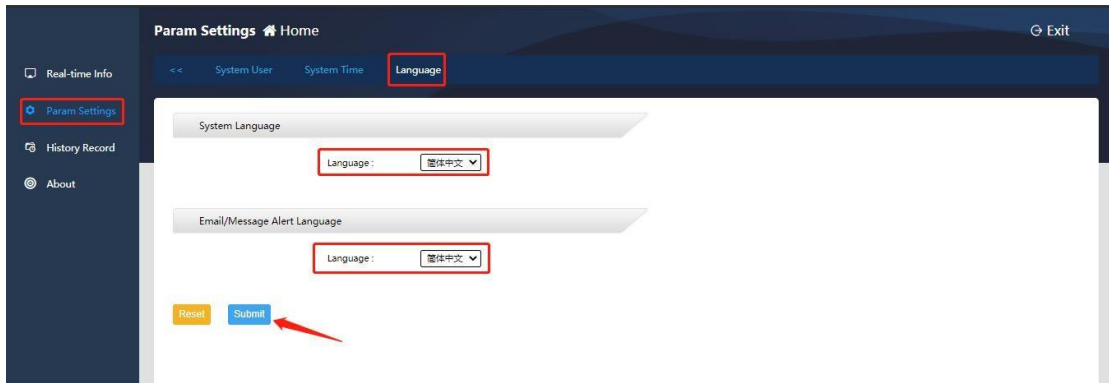 Param Settings Home
Exit
Real-time Info
Param Settings
History Record
About
<< System User System Time Language
System Language
Language : 简体中文
Email/Message Alert Language
Language : 简体中文
Reset Submit